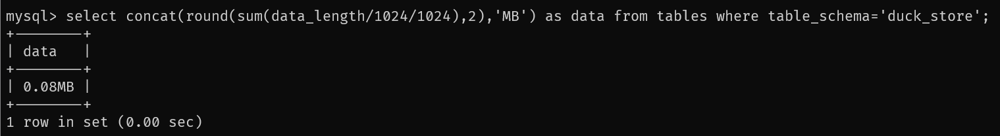 mysql> select concat(round(sum(data_length/1024/1024),2),'MB') as data from tables where table_schema='duck_store';
+--------+
| data   |
+--------+
| 0.08MB |
+--------+
1 row in set (0.00 sec)